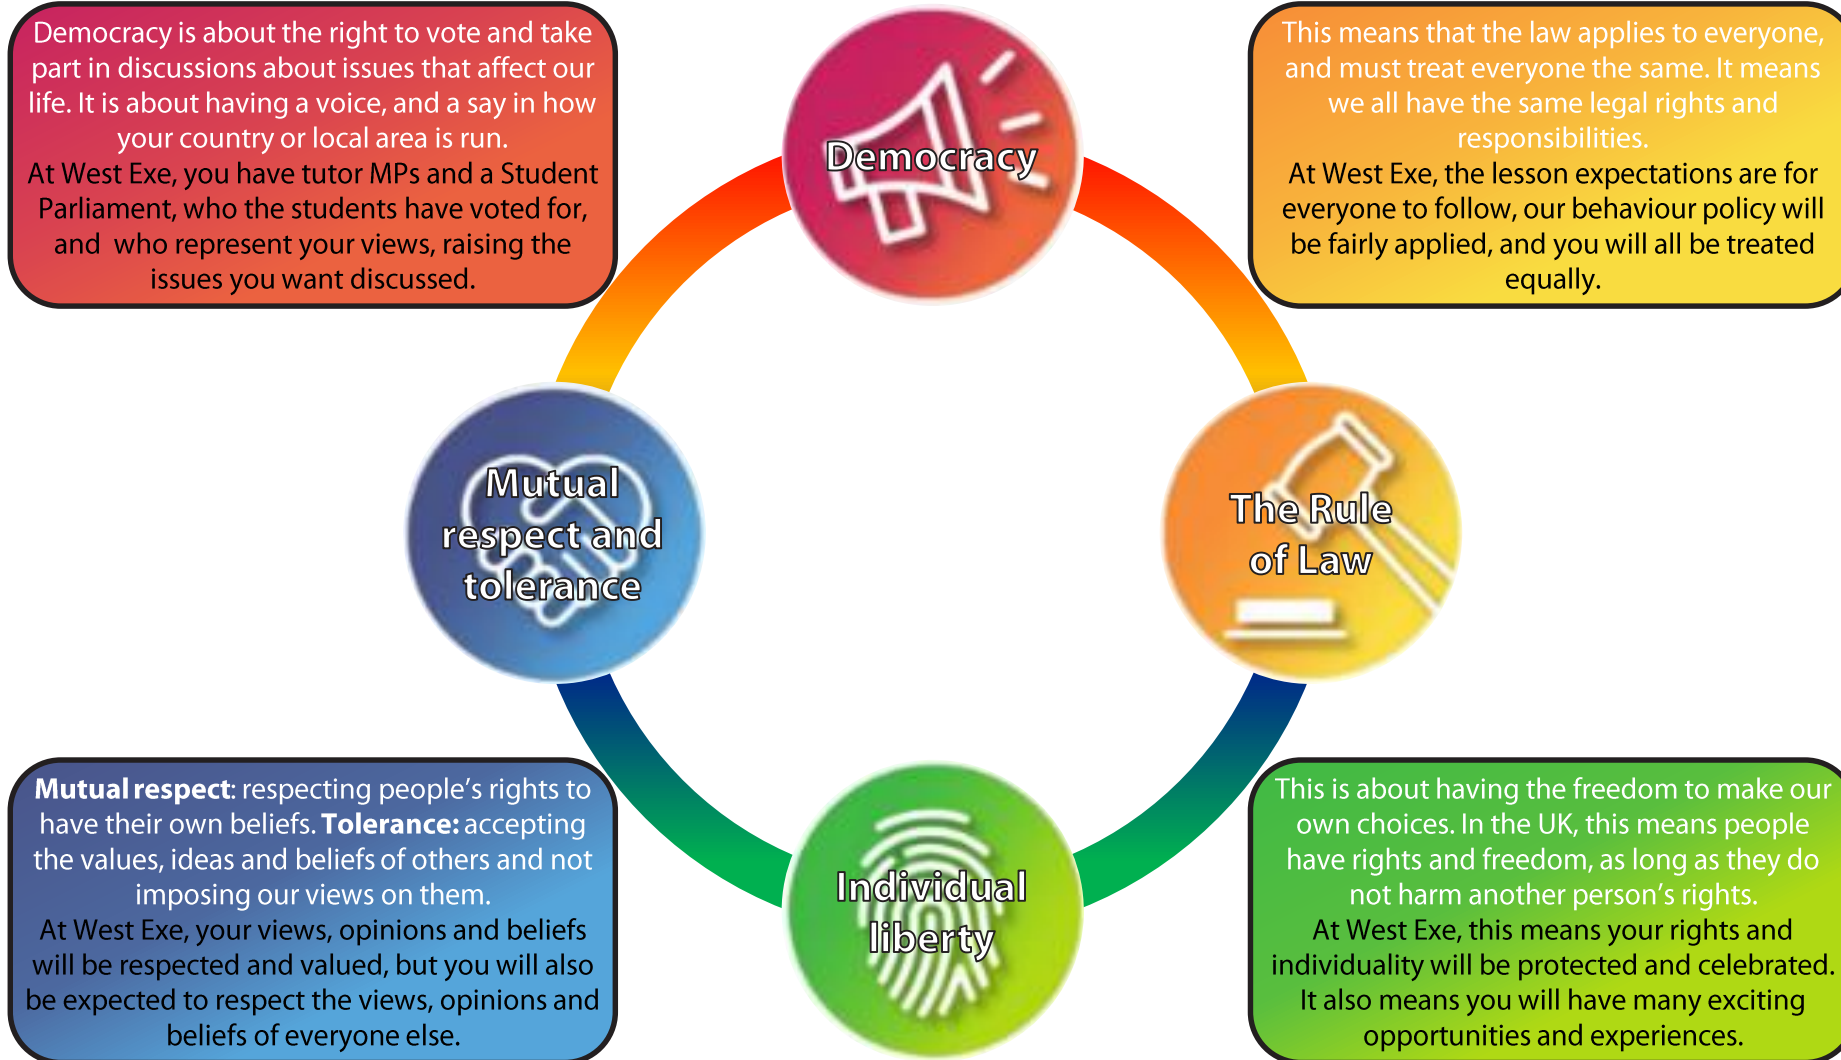 Democracy is about the right to vote and take
part in discussions about issues that affect our
life. It is about having a voice, and a say in how
your country or local area is run.
At West Exe, you have tutor MPs and a Student
Parliament, who the students have voted for,
and who represent your views, raising the
issues you want discussed.
Democracy
This means that the law applies to everyone,
and must treat everyone the same. It means
we all have the same legal rights and
responsibilities.
At West Exe, the lesson expectations are for
everyone to follow, our behaviour policy will
be fairly applied, and you will all be treated
equally.
Mutual
respect and
tolerance
The Rule
of Law
Mutual respect: respecting people's rights to
have their own beliefs. Tolerance: accepting
the values, ideas and beliefs of others and not
imposing our views on them.
At West Exe, your views, opinions and beliefs
will be respected and valued, but you will also
be expected to respect the views, opinions and
beliefs of everyone else.
Individual
liberty
This is about having the freedom to make our
own choices. In the UK, this means people
have rights and freedom, as long as they do
not harm another person's rights.
At West Exe, this means your rights and
individuality will be protected and celebrated.
It also means you will have many exciting
opportunities and experiences.